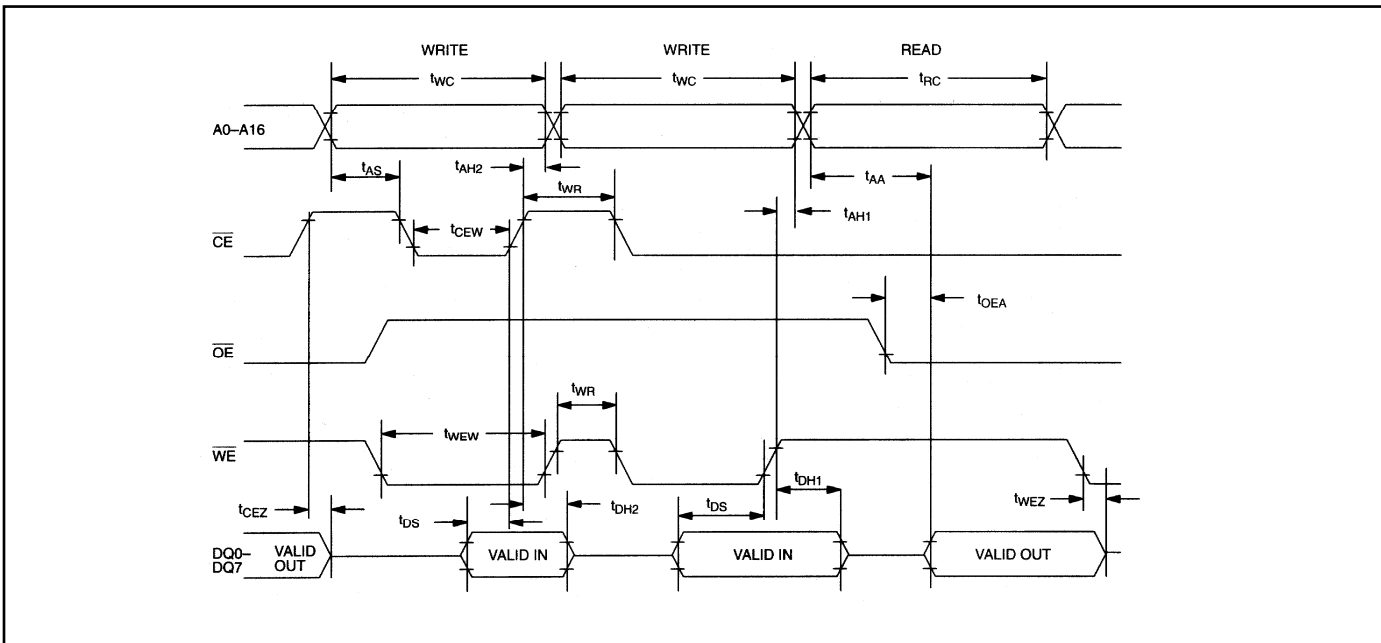 WRITE WRITE READ
tWC tWC tRC
A0–A16
tAS tAH2 tWR tAA
tAH1
CE tCEW
tOEA
OE
tWR
tWEW
WE
tDH1
tCEZ tDS tDH2 tDS tWEZ
DQ0–
DQ7
VALID
OUT
VALID IN VALID IN VALID OUT